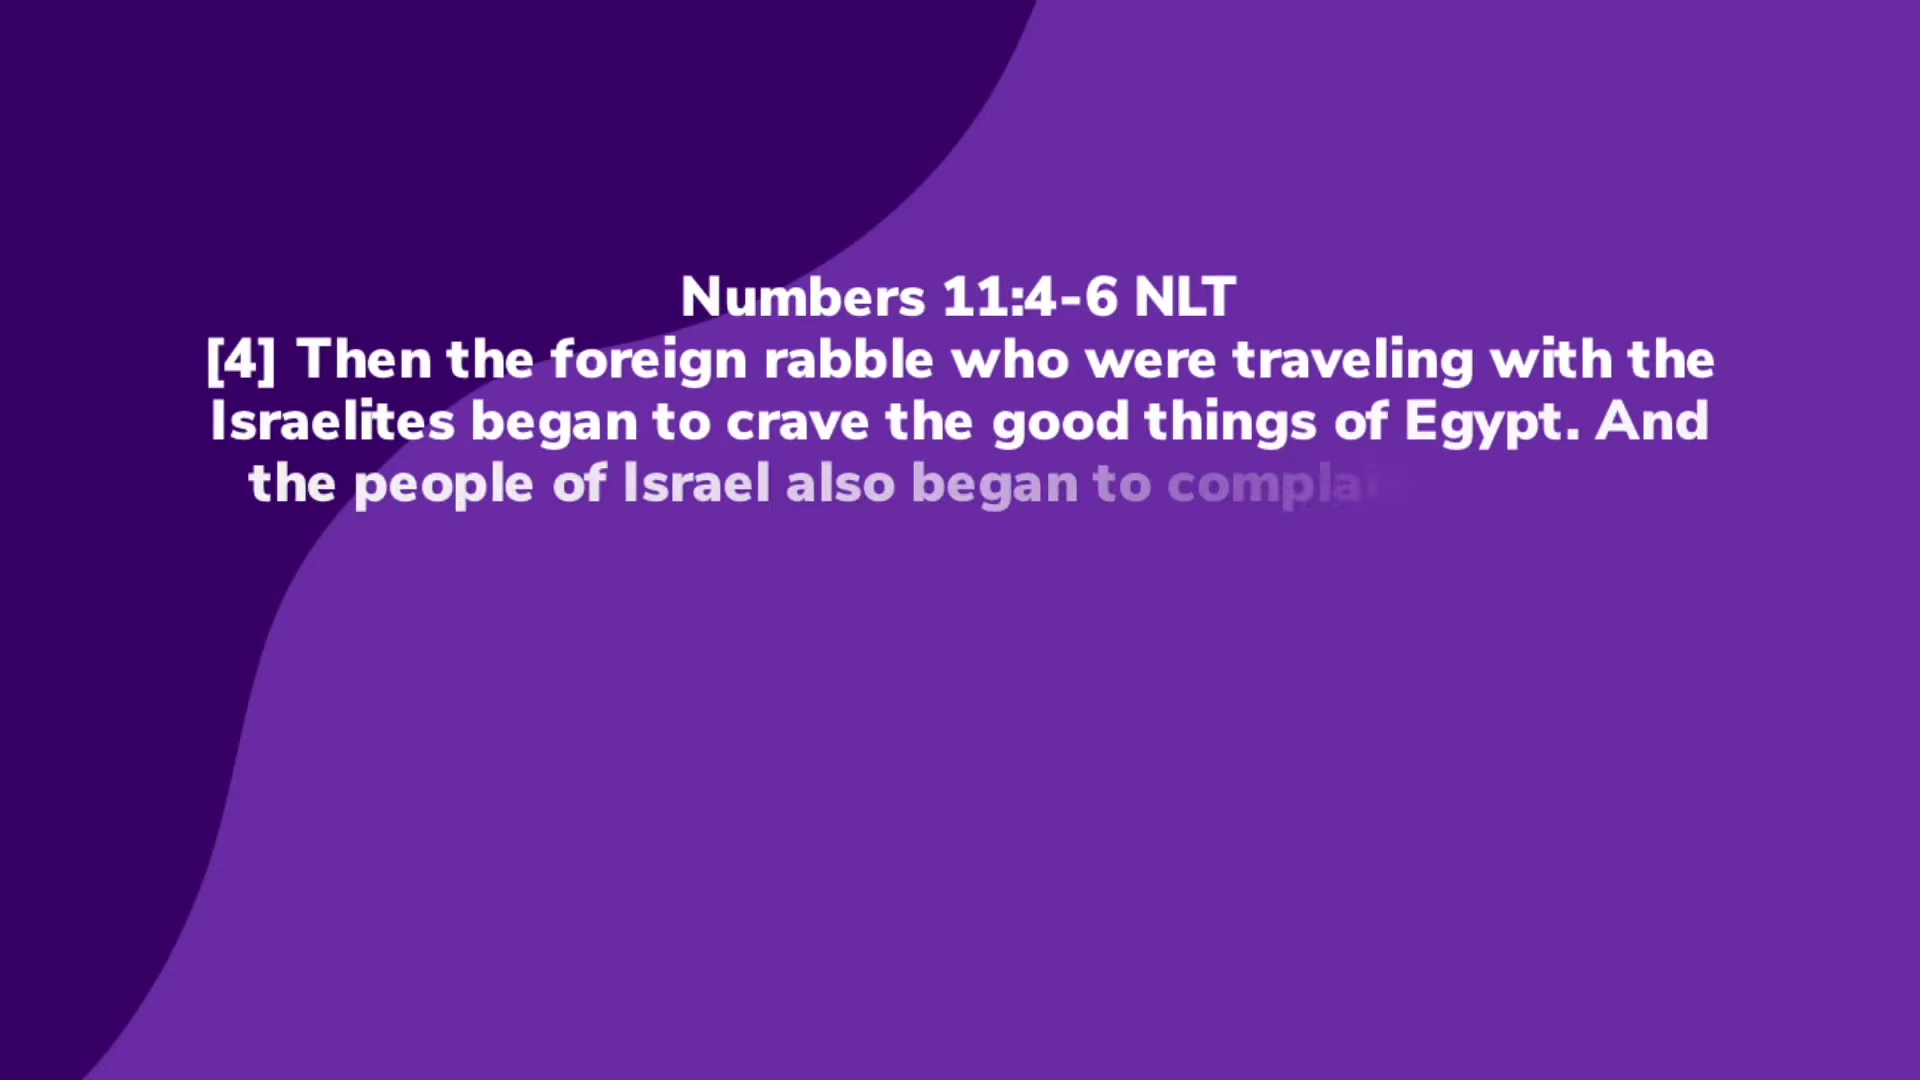 Numbers 11:4-6 NLT
[4] Then the foreign rabble who were traveling with the
Israelites began to crave the good things of Egypt. And
the people of Israel also began to